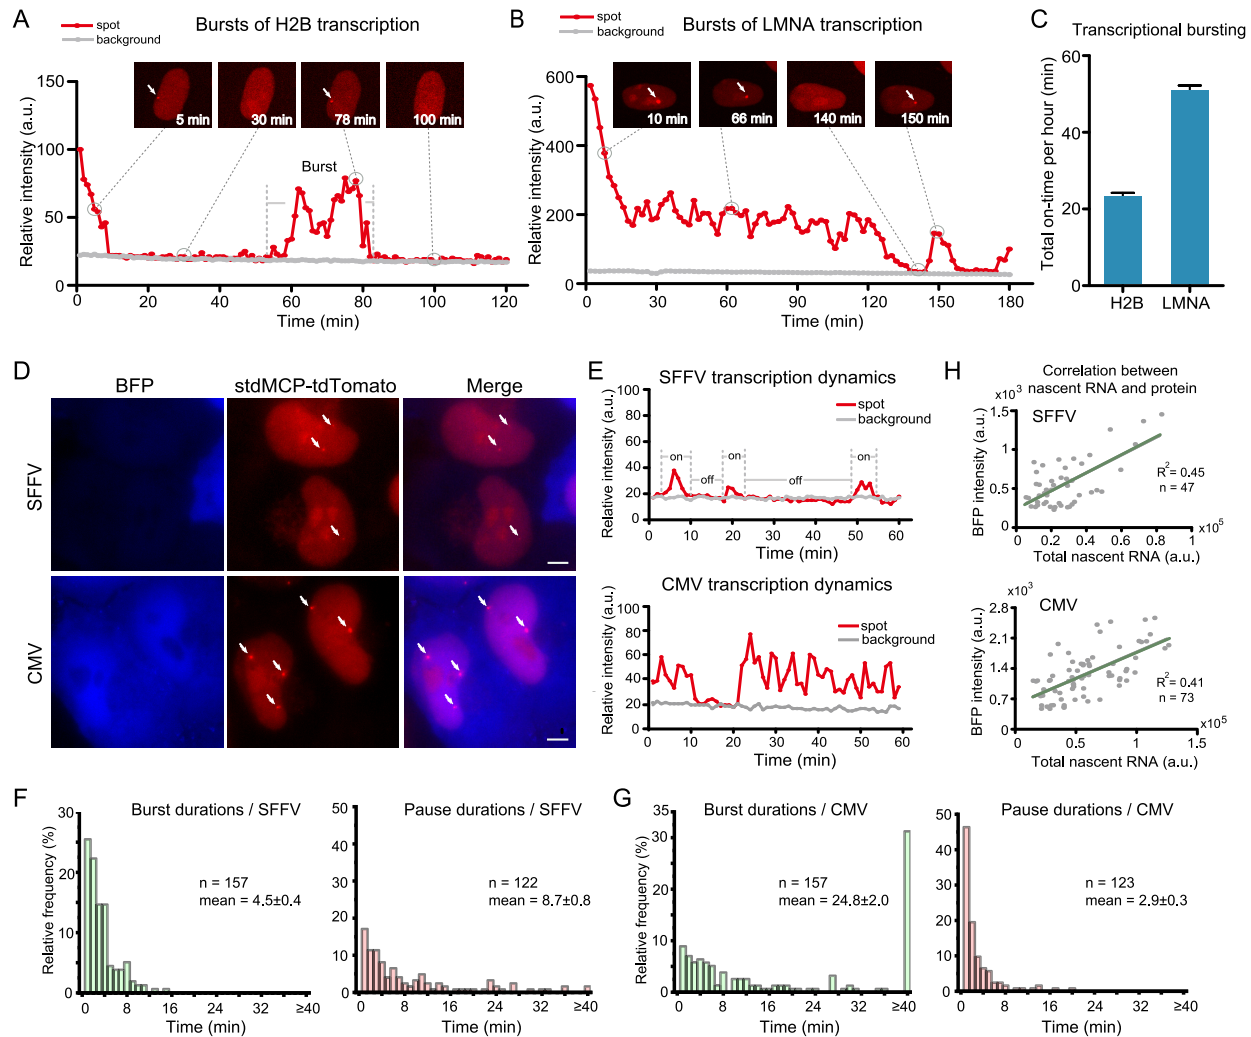 A
spot
background
Bursts of H2B transcription
Relative intensity (a.u.)
150
100
50
0
5 min
30 min
78 min
100 min
Burst
0 20 40 60 80 100 120
Time (min)
B
spot
background
Bursts of LMNA transcription
Relative intensity (a.u.)
600
400
200
0
10 min
66 min
140 min
150 min
0 30 60 90 120 150 180
Time (min)
C
Transcriptional bursting
Total on-time per hour (min)
60
40
20
0
H2B LMNA
D
BFP stdMCP-tdTomato Merge
SFFV
CMV
E
SFFV transcription dynamics
Relative intensity (a.u.)
100
80
60
40
20
0
spot
background
on on on
off off
0 10 20 30 40 50 60
Time (min)
CMV transcription dynamics
Relative intensity (a.u.)
100
80
60
40
20
0
spot
background
0 10 20 30 40 50 60
Time (min)
H
Correlation between
nascent RNA and protein
x10³
SFFV
BFP intensity (a.u.)
1.5
1
0.5
0
R² = 0.45
n = 47
0 0.2 0.4 0.6 0.8 1
x10⁵
Total nascent RNA (a.u.)
x10³
CMV
BFP intensity (a.u.)
2.8
2.1
1.4
0.7
0
R² = 0.41
n = 73
x10⁵
0 0.5 1 1.5
Total nascent RNA (a.u.)
F
Burst durations / SFFV
Relative frequency (%)
30
20
10
0
n = 157
mean = 4.5±0.4
0 8 16 24 32 ≥40
Time (min)
Pause durations / SFFV
50
40
30
20
10
0
n = 122
mean = 8.7±0.8
0 8 16 24 32 ≥40
Time (min)
G
Burst durations / CMV
Relative frequency (%)
35
30
20
10
0
n = 157
mean = 24.8±2.0
0 8 16 24 32 ≥40
Time (min)
Pause durations / CMV
50
40
30
20
10
0
n = 123
mean = 2.9±0.3
0 8 16 24 32 ≥40
Time (min)